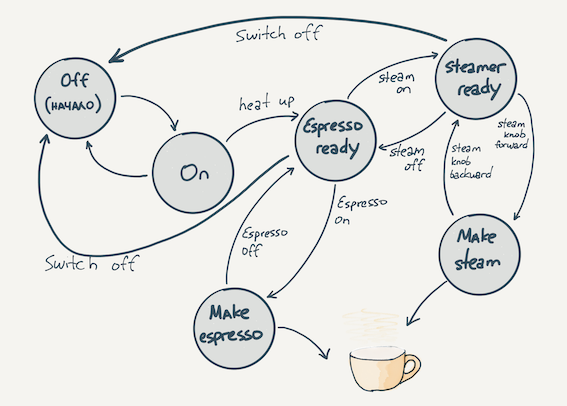 Switch off
Off
(НАЧАЛО)
On
heat up
Espresso
ready
steam
on
steam
off
Steamer
ready
steam
knob
forward
steam
knob
backward
Make
steam
Espresso
on
Espresso
off
Make
espresso
Switch off